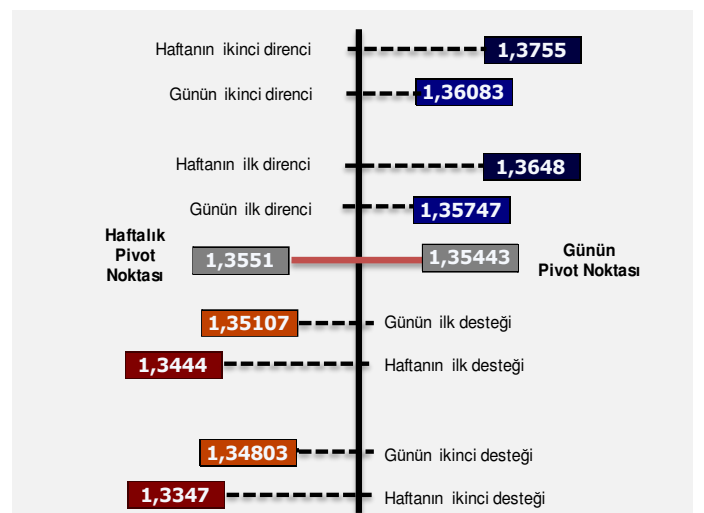 Haftanın ikinci direnci
1,3755
Günün ikinci direnci
1,36083
Haftanın ilk direnci
1,3648
Günün ilk direnci
1,35747
Haftalık
Pivot
Noktası
1,3551
1,35443
Günün
Pivot Noktası
1,35107
Günün ilk desteği
1,3444
Haftanın ilk desteği
1,34803
Günün ikinci desteği
1,3347
Haftanın ikinci desteği